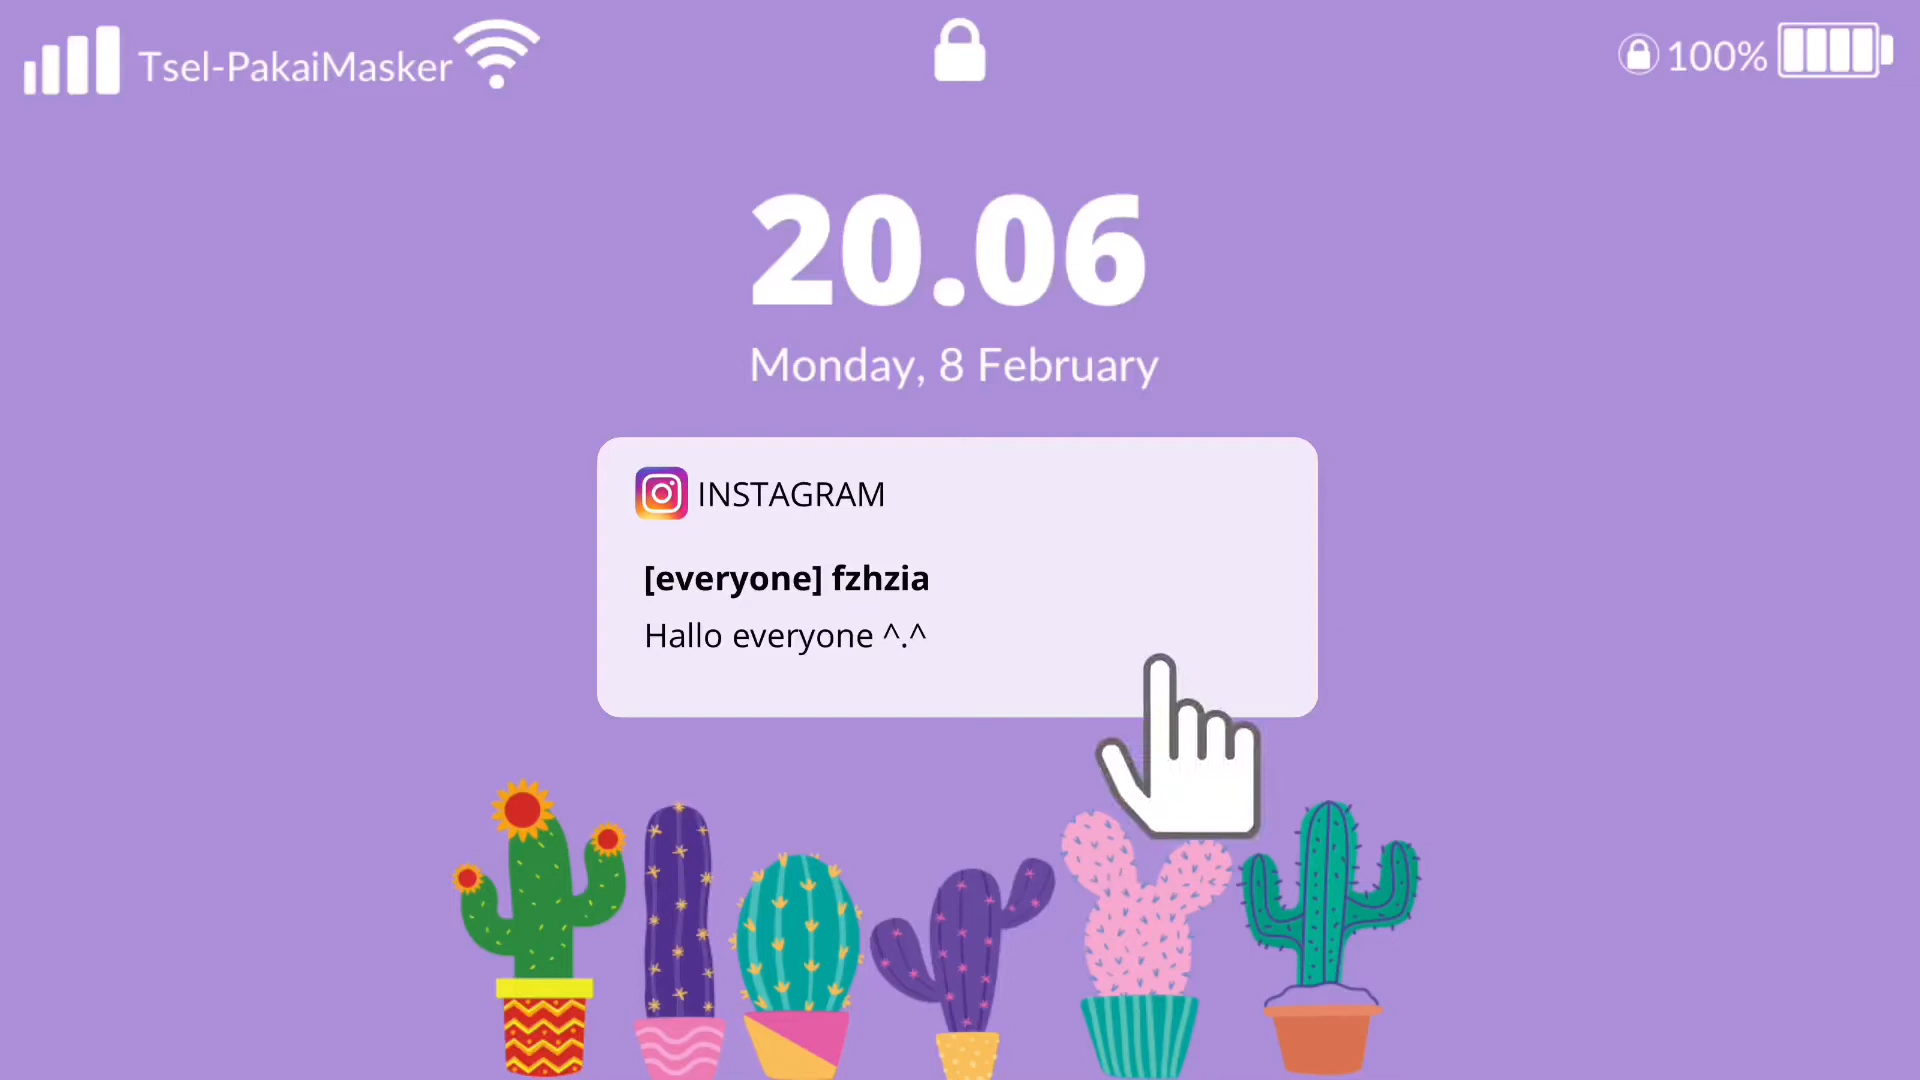 Tsel-PakaiMasker
100%
20.06
Monday, 8 February
INSTAGRAM
[everyone] fzhzia
Hallo everyone ^.^